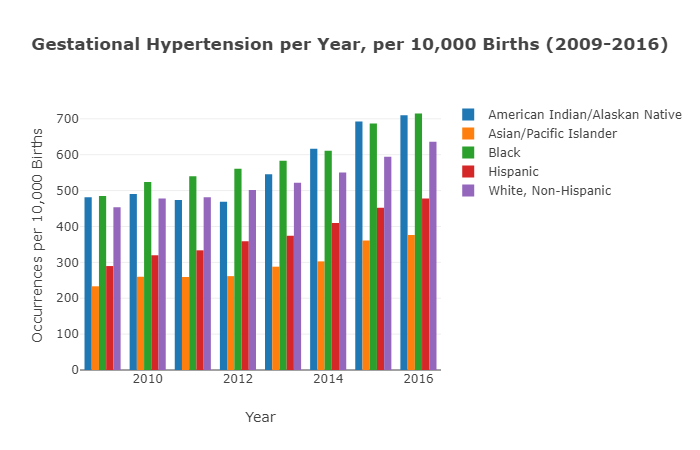 Gestational Hypertension per Year, per 10,000 Births (2009-2016)
Occurrences per 10,000 Births
700
600
500
400
300
200
100
0
2010
2012
2014
2016
Year
American Indian/Alaskan Native
Asian/Pacific Islander
Black
Hispanic
White, Non-Hispanic